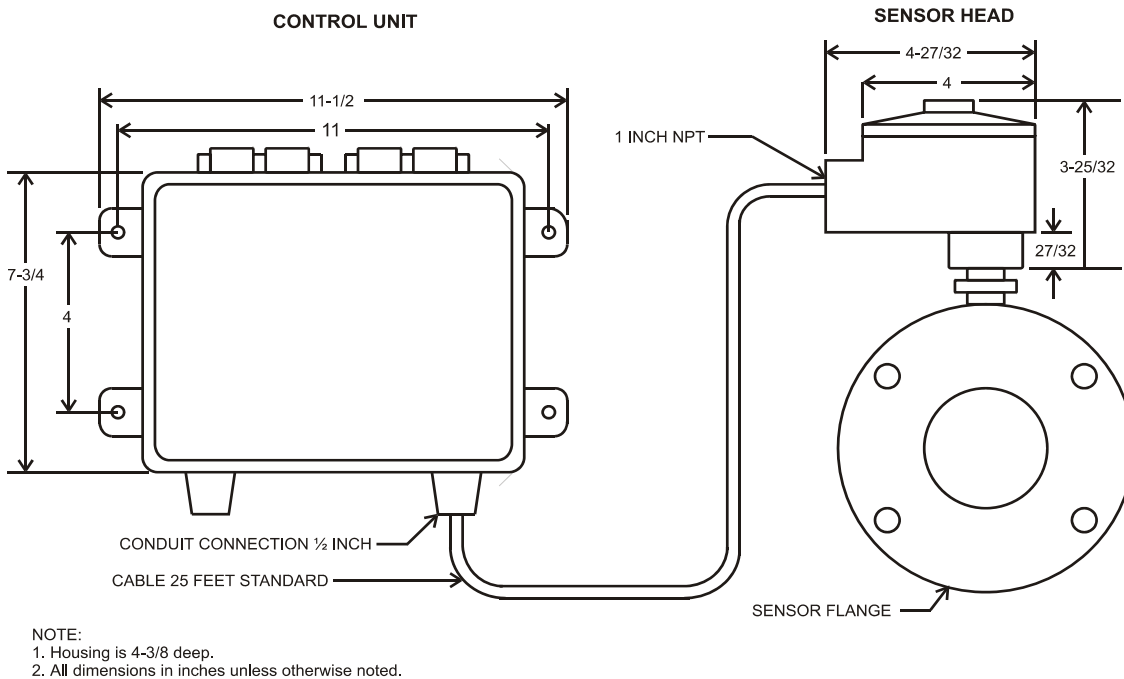 CONTROL UNIT
SENSOR HEAD
4-27/32
4
11-1/2
11
1 INCH NPT
3-25/32
27/32
7-3/4
4
CONDUIT CONNECTION ½ INCH
CABLE 25 FEET STANDARD
SENSOR FLANGE
NOTE:
1. Housing is 4-3/8 deep.
2. All dimensions in inches unless otherwise noted.